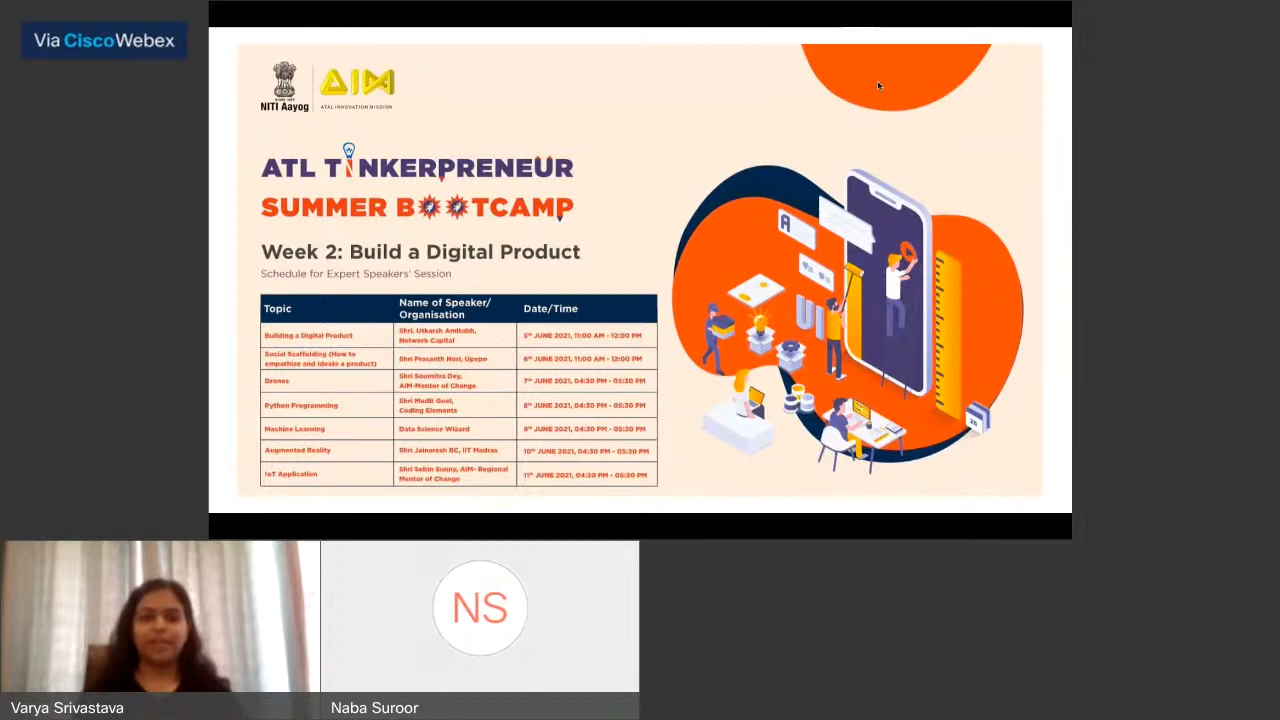 Via Cisco Webex
NITI Aayog
AIM
ATAL INNOVATION MISSION
ATL TINKERPRENEUR
SUMMER BOOTCAMP
Week 2: Build a Digital Product
Schedule for Expert Speakers' Session
Topic
Name of Speaker/
Organisation
Date/Time
Building a Digital Product
Shri. Utkarsh Amitabh,
Network Capital
5th JUNE 2021, 11:00 AM - 12:00 PM
Social Scaffolding (How to
empathise and ideate a product)
Shri Prasanth Nori, Upepo
6th JUNE 2021, 11:00 AM - 12:00 PM
Drones
Shri Soumitra Dey,
AIM-Mentor of Change
7th JUNE 2021, 04:30 PM - 05:30 PM
Python Programming
Shri Mudit Goel,
Coding Elements
8th JUNE 2021, 04:30 PM - 05:30 PM
Machine Learning
Data Science Wizard
9th JUNE 2021, 04:30 PM - 05:30 PM
Augmented Reality
Shri Jainaresh BC, IIT Madras
10th JUNE 2021, 04:30 PM - 05:30 PM
IoT Application
Shri Sebin Sunny, AIM- Regional
Mentor of Change
11th JUNE 2021, 04:30 PM - 05:30 PM
A
UI
25
NS
Varya Srivastava
Naba Suroor